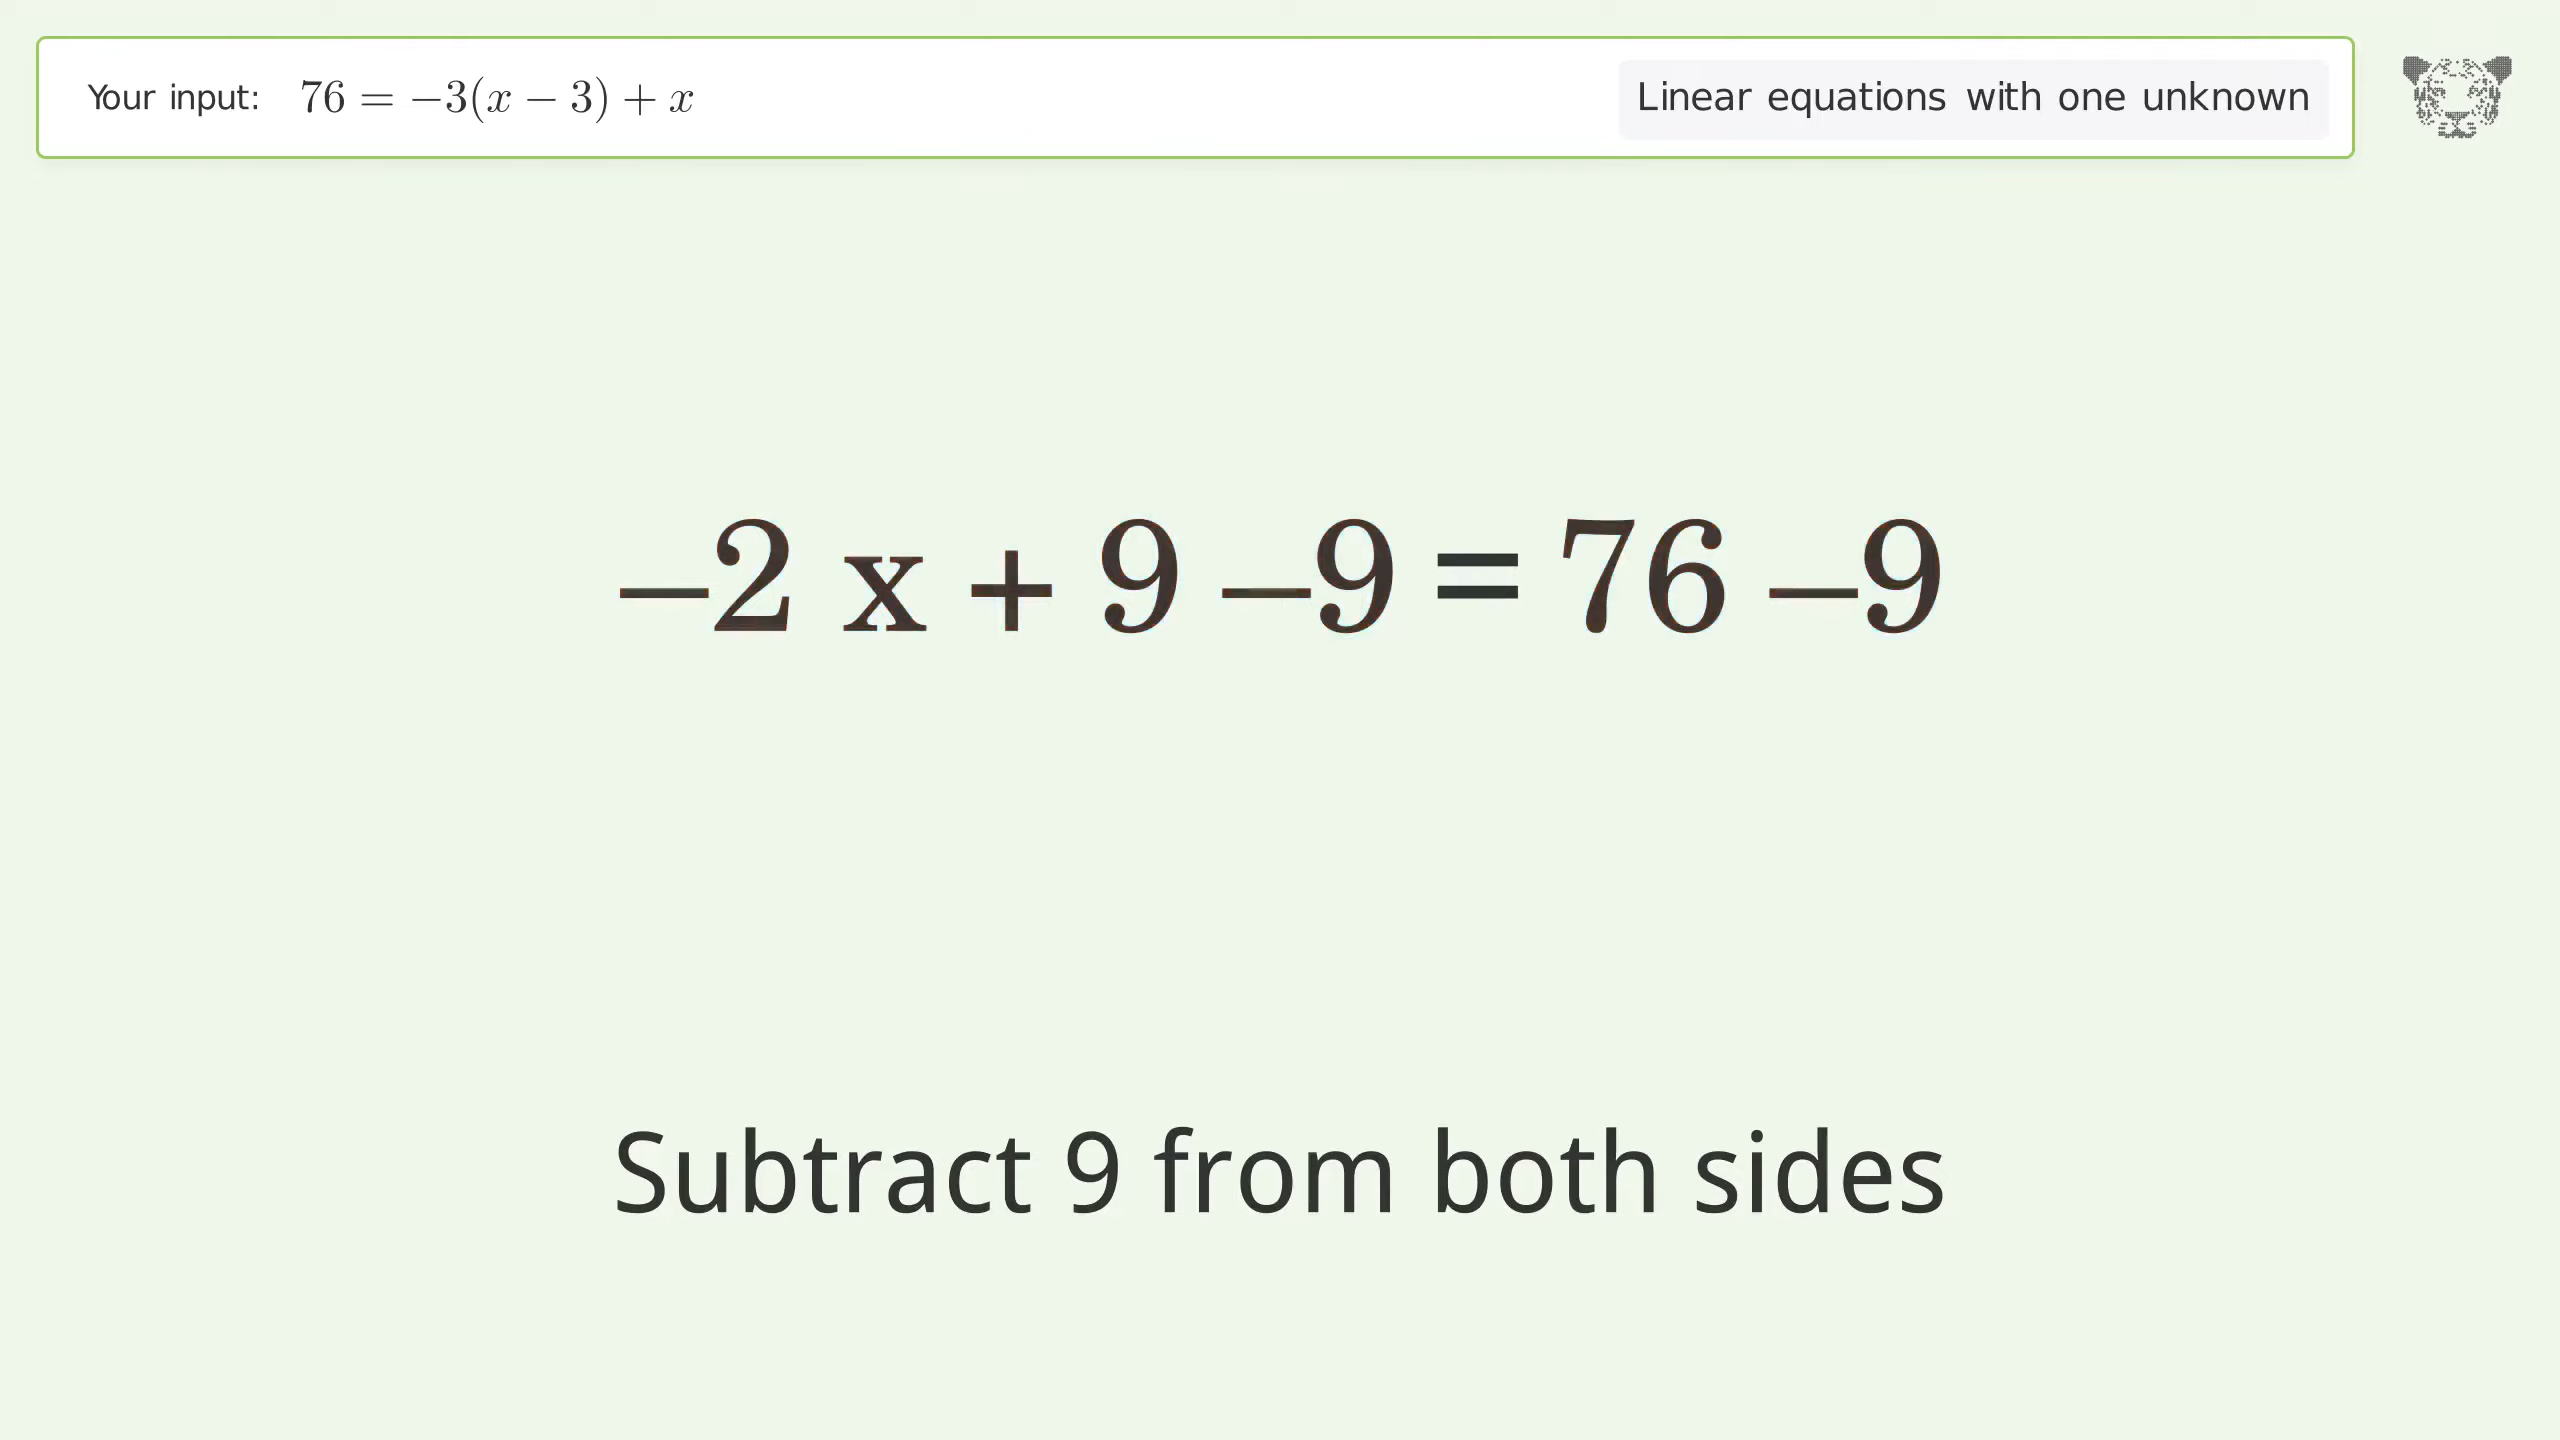 Your input: 76 = −3(x − 3) + x
Linear equations with one unknown
−2 x + 9 −9 = 76 −9
Subtract 9 from both sides